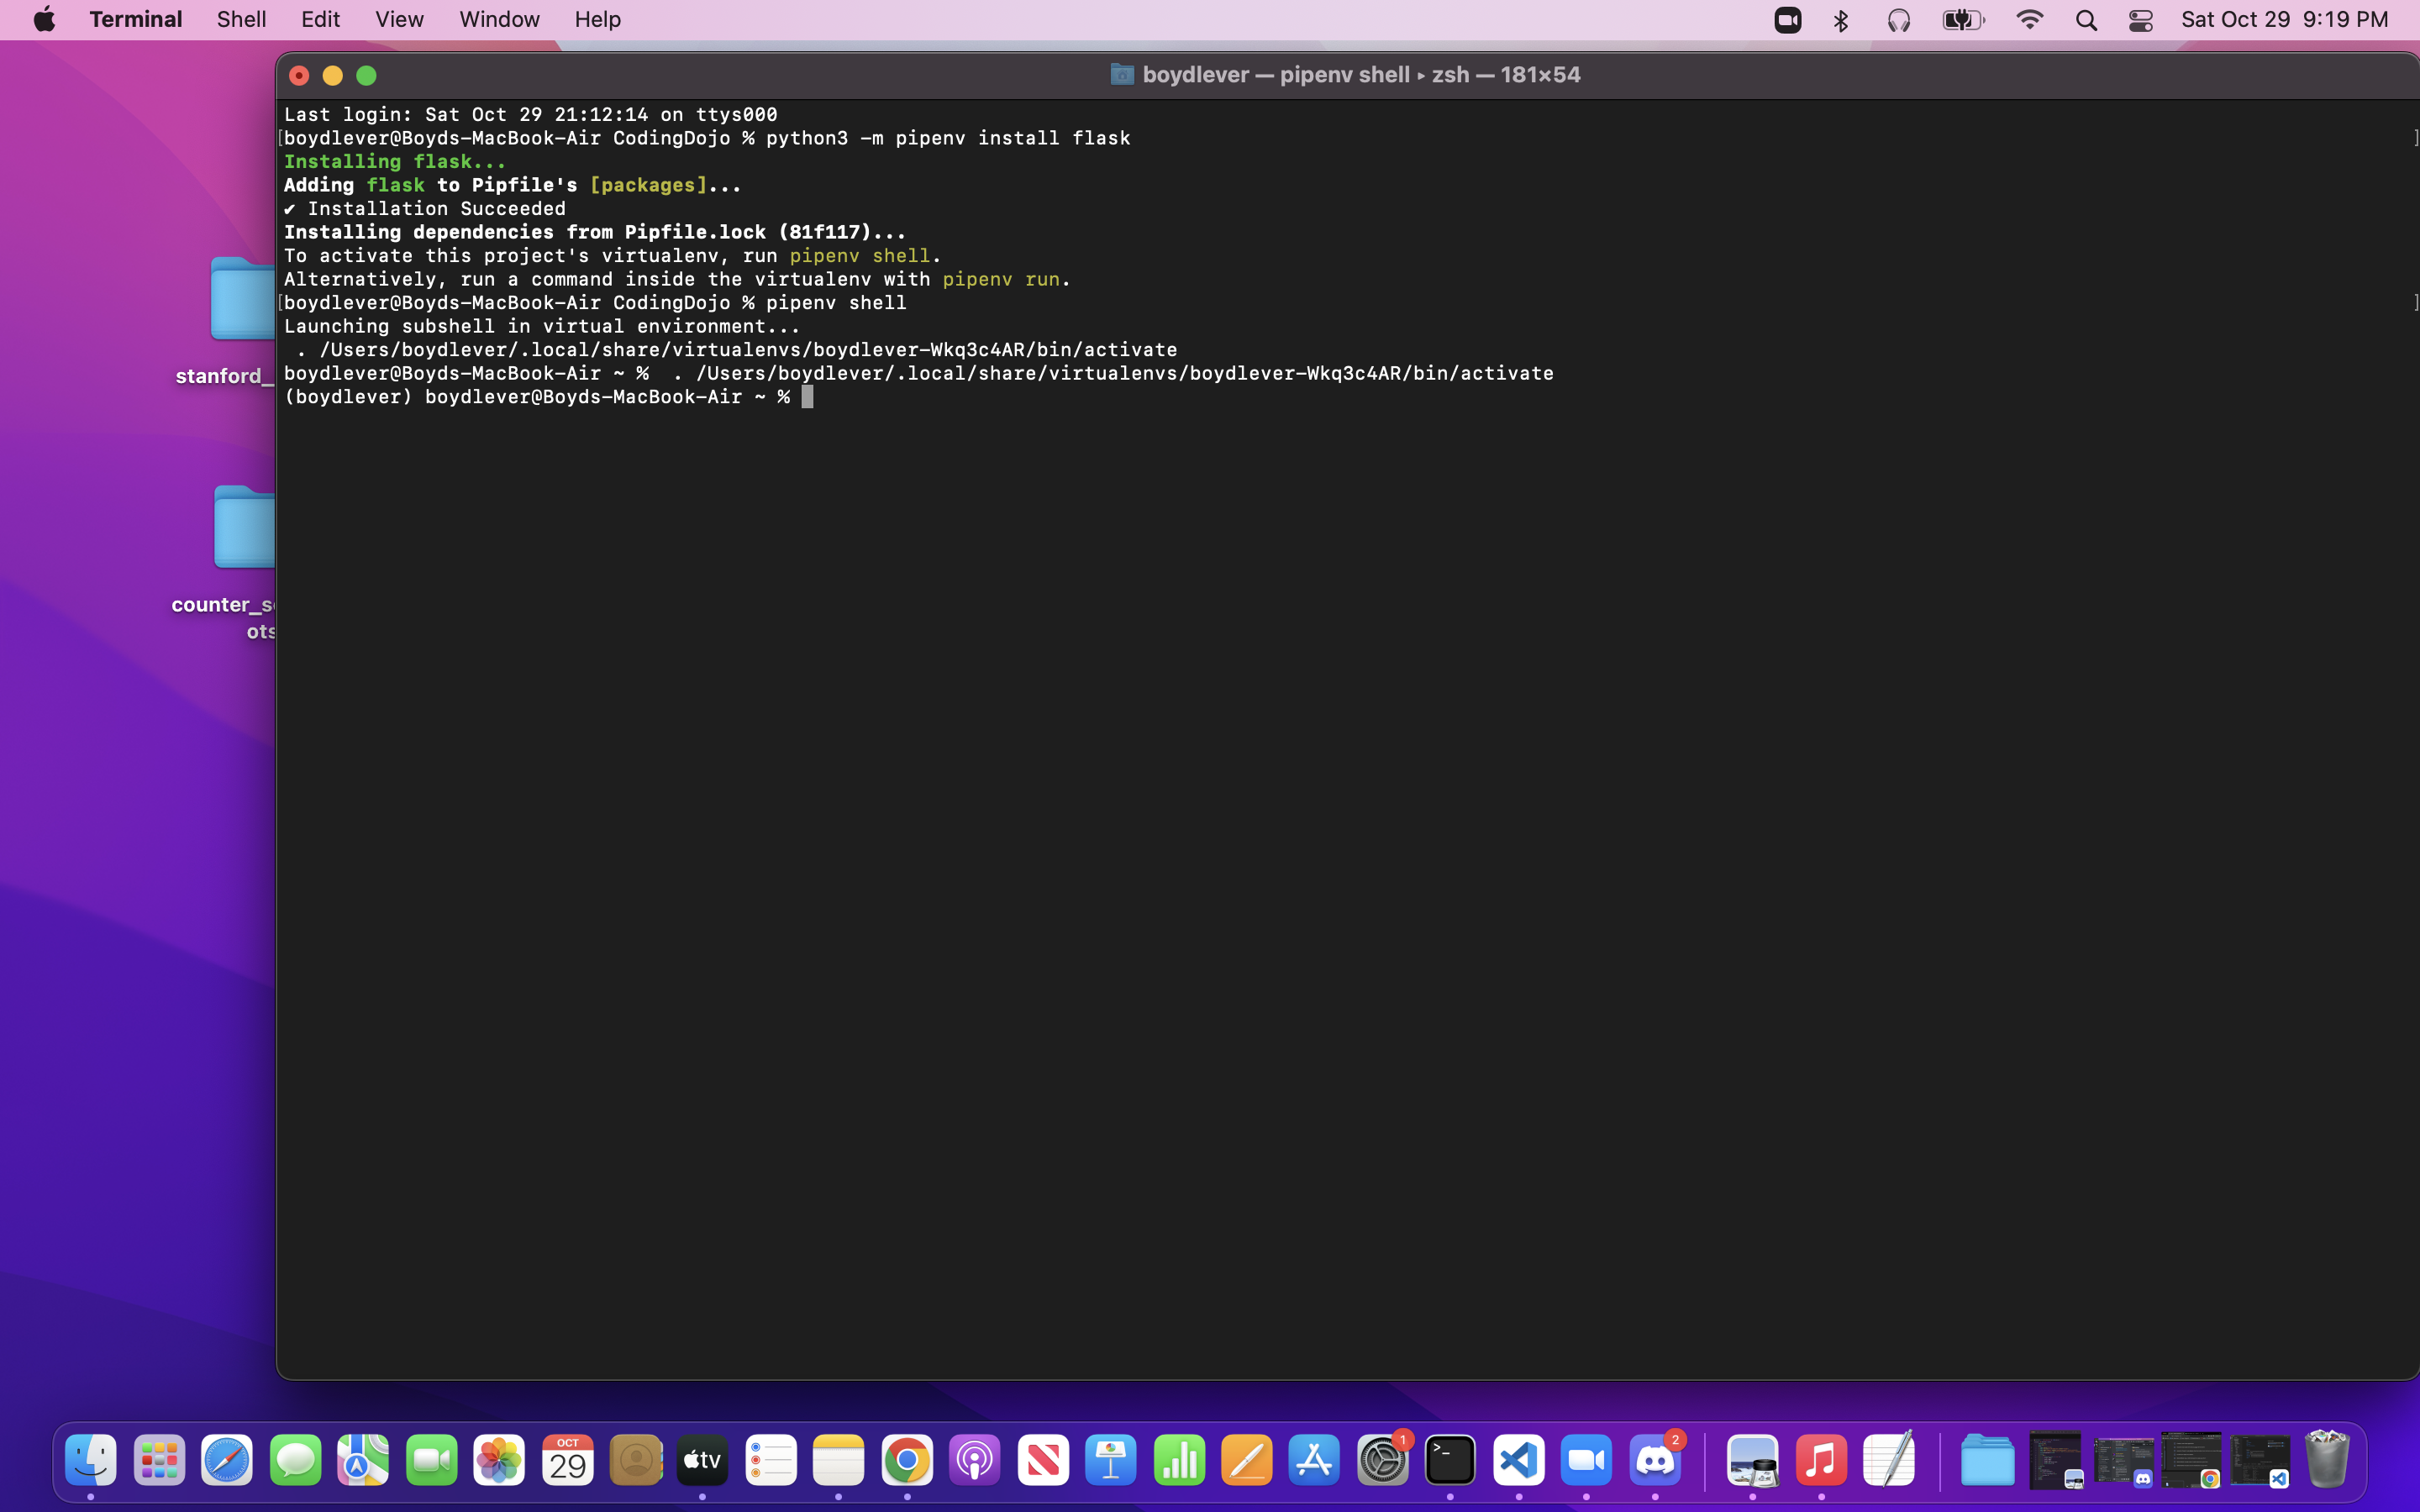 Terminal Shell Edit View Window Help Sat Oct 29 9:19 PM
boydlever — pipenv shell ▸ zsh — 181×54
Last login: Sat Oct 29 21:12:14 on ttys000
[boydlever@Boyds-MacBook-Air CodingDojo % python3 -m pipenv install flask ]
Installing flask...
Adding flask to Pipfile's [packages]...
✔ Installation Succeeded
Installing dependencies from Pipfile.lock (81f117)...
To activate this project's virtualenv, run pipenv shell.
Alternatively, run a command inside the virtualenv with pipenv run.
[boydlever@Boyds-MacBook-Air CodingDojo % pipenv shell ]
Launching subshell in virtual environment...
 . /Users/boydlever/.local/share/virtualenvs/boydlever-Wkq3c4AR/bin/activate
boydlever@Boyds-MacBook-Air ~ %  . /Users/boydlever/.local/share/virtualenvs/boydlever-Wkq3c4AR/bin/activate
(boydlever) boydlever@Boyds-MacBook-Air ~ %
stanford_
counter_s
ots
OCT
29
tv
1
>_
2